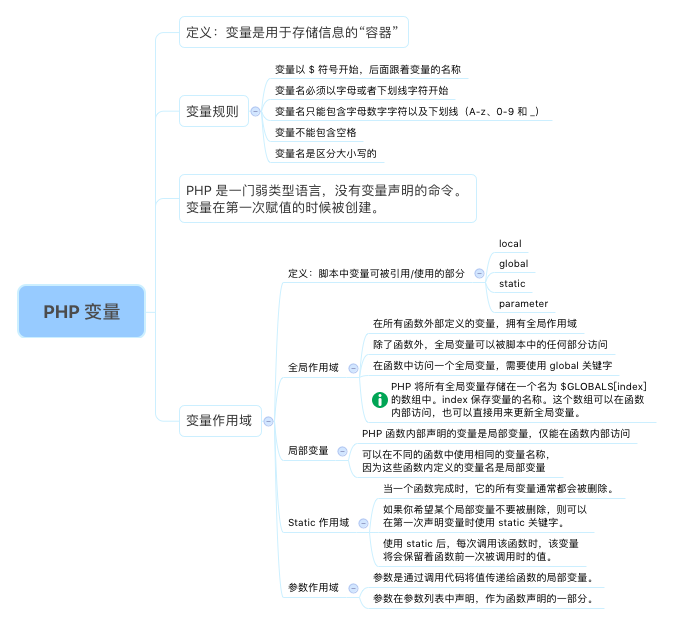 PHP 变量
定义：变量是用于存储信息的“容器”
变量规则
变量以 $ 符号开始，后面跟着变量的名称
变量名必须以字母或者下划线字符开始
变量名只能包含字母数字字符以及下划线（A-z、0-9 和 _）
变量不能包含空格
变量名是区分大小写的
PHP 是一门弱类型语言，没有变量声明的命令。
变量在第一次赋值的时候被创建。
变量作用域
定义：脚本中变量可被引用/使用的部分
local
global
static
parameter
全局作用域
在所有函数外部定义的变量，拥有全局作用域
除了函数外，全局变量可以被脚本中的任何部分访问
在函数中访问一个全局变量，需要使用 global 关键字
PHP 将所有全局变量存储在一个名为 $GLOBALS[index]
的数组中。index 保存变量的名称。这个数组可以在函数
内部访问，也可以直接用来更新全局变量。
局部变量
PHP 函数内部声明的变量是局部变量，仅能在函数内部访问
可以在不同的函数中使用相同的变量名称，
因为这些函数内定义的变量名是局部变量
Static 作用域
当一个函数完成时，它的所有变量通常都会被删除。
如果你希望某个局部变量不要被删除，则可以
在第一次声明变量时使用 static 关键字。
使用 static 后，每次调用该函数时，该变量
将会保留着函数前一次被调用时的值。
参数作用域
参数是通过调用代码将值传递给函数的局部变量。
参数在参数列表中声明，作为函数声明的一部分。